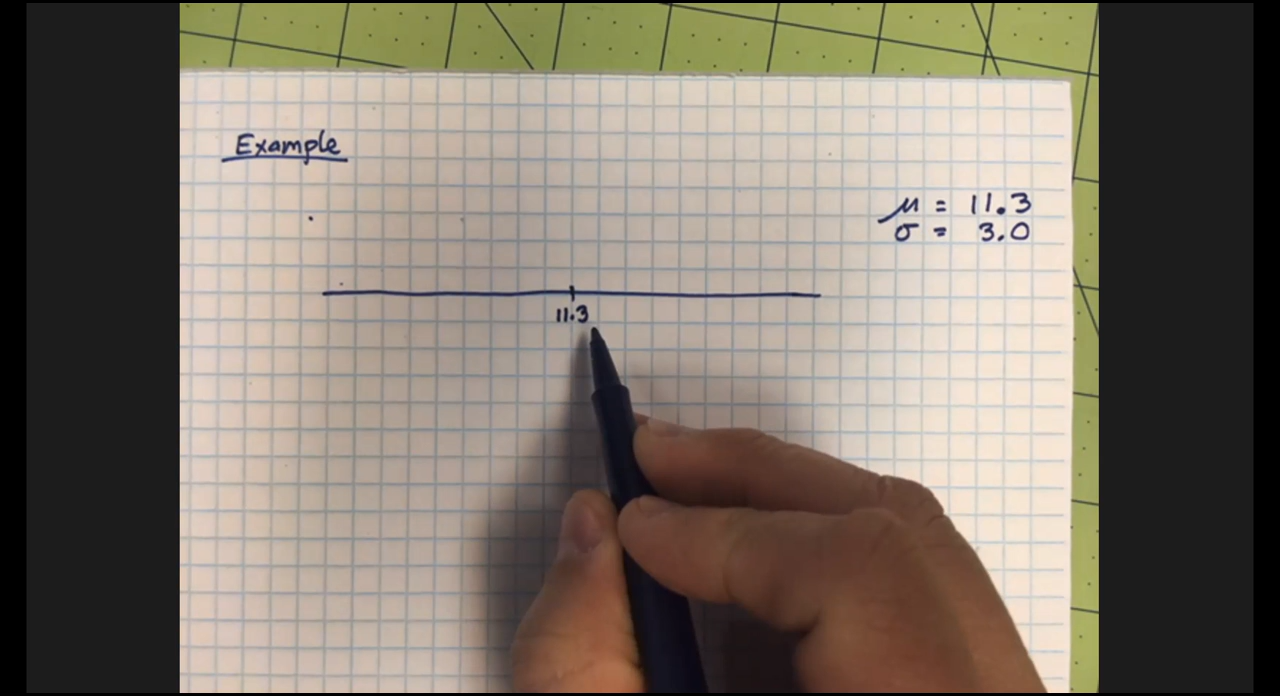 Example
μ = 11.3
σ = 3.0
11.3